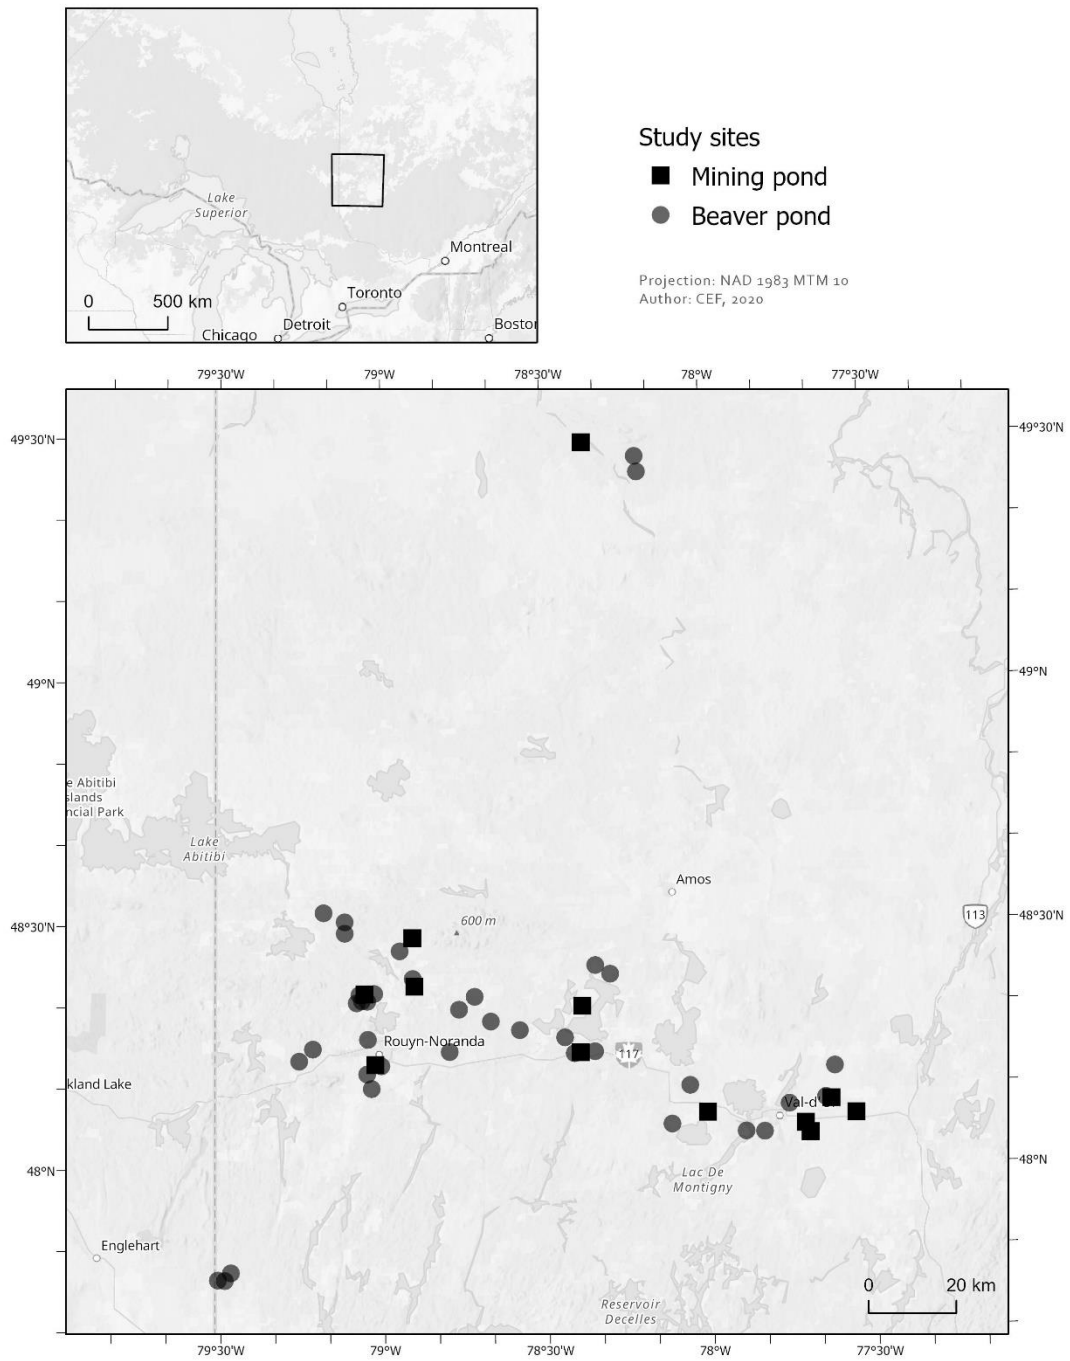 Lake
Superior
Montreal
Toronto
Detroit
Chicago
Bostor
0 500 km
Study sites
Mining pond
Beaver pond
Projection: NAD 1983 MTM 10
Author: CEF, 2020
79°30'W 79°W 78°30'W 78°W 77°30'W
49°30'N 49°30'N
49°N 49°N
e Abitibi
slands
ncial Park
Lake
Abitibi
Amos
600 m
113
48°30'N 48°30'N
Rouyn-Noranda
117
kland Lake
Val-d
48°N 48°N
Lac De
Montigny
Englehart
0 20 km
Reservoir
Decelles
79°30'W 79°W 78°30'W 78°W 77°30'W